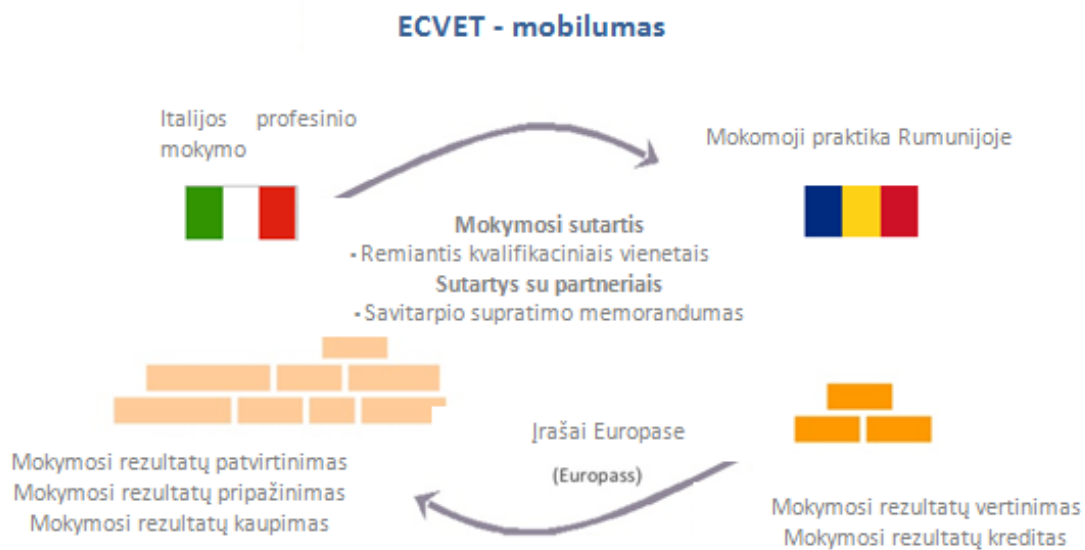 ECVET - mobilumas
Italijos profesinio
mokymo
Mokomoji praktika Rumunijoje
Mokymosi sutartis
- Remiantis kvalifikaciniais vienetais
Sutartys su partneriais
- Savitarpio supratimo memorandumas
Įrašai Europase
(Europass)
Mokymosi rezultatų patvirtinimas
Mokymosi rezultatų pripažinimas
Mokymosi rezultatų kaupimas
Mokymosi rezultatų vertinimas
Mokymosi rezultatų kreditas